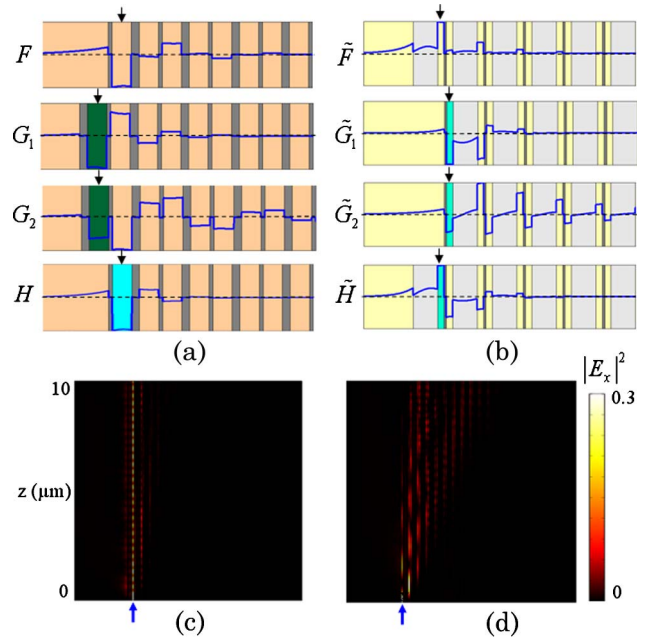 F
G₁
G₂
H
(a)
F̃
G̃₁
G̃₂
H̃
(b)
10
z (μm)
0
(c)
(d)
|Eₓ|²
0.3
0